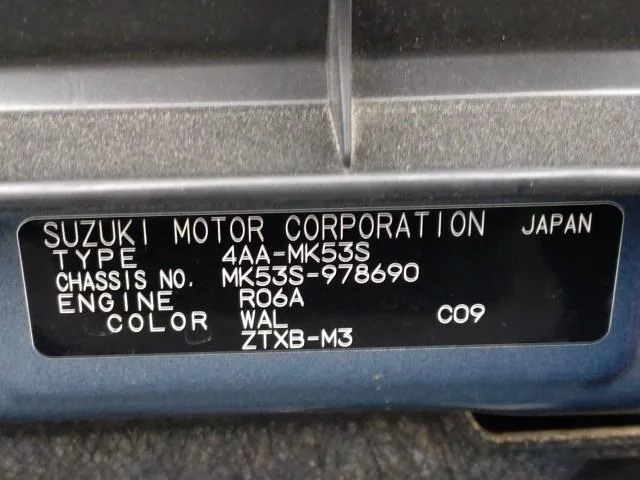 SUZUKI MOTOR CORPORATION JAPAN
TYPE 4AA-MK53S
CHASSIS NO. MK53S-978690
ENGINE R06A
COLOR WAL C09
ZTXB-M3